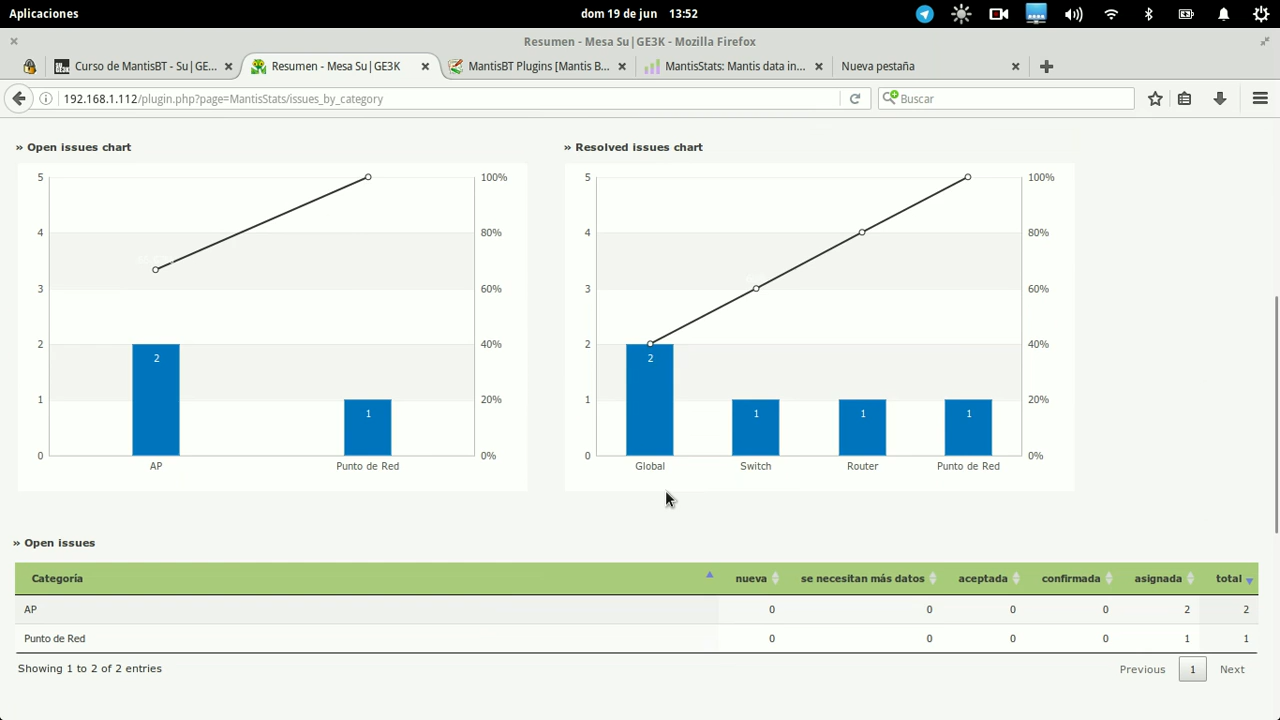 Aplicaciones
dom 19 de jun 13:52
Resumen - Mesa Su|GE3K - Mozilla Firefox
Curso de MantisBT - Su|GE...
Resumen - Mesa Su|GE3K
MantisBT Plugins [Mantis B...
MantisStats: Mantis data in...
Nueva pestaña
192.168.1.112/plugin.php?page=MantisStats/issues_by_category
Buscar
» Open issues chart
» Resolved issues chart
5 100% 5 100%
4 80% 4 80%
3 60% 3 60%
2 2 40% 2 2 40%
1 1 20% 1 1 1 1 20%
0 0% 0 0%
AP Punto de Red Global Switch Router Punto de Red
» Open issues
Categoría nueva se necesitan más datos aceptada confirmada asignada total
AP 0 0 0 0 2 2
Punto de Red 0 0 0 0 1 1
Showing 1 to 2 of 2 entries
Previous 1 Next